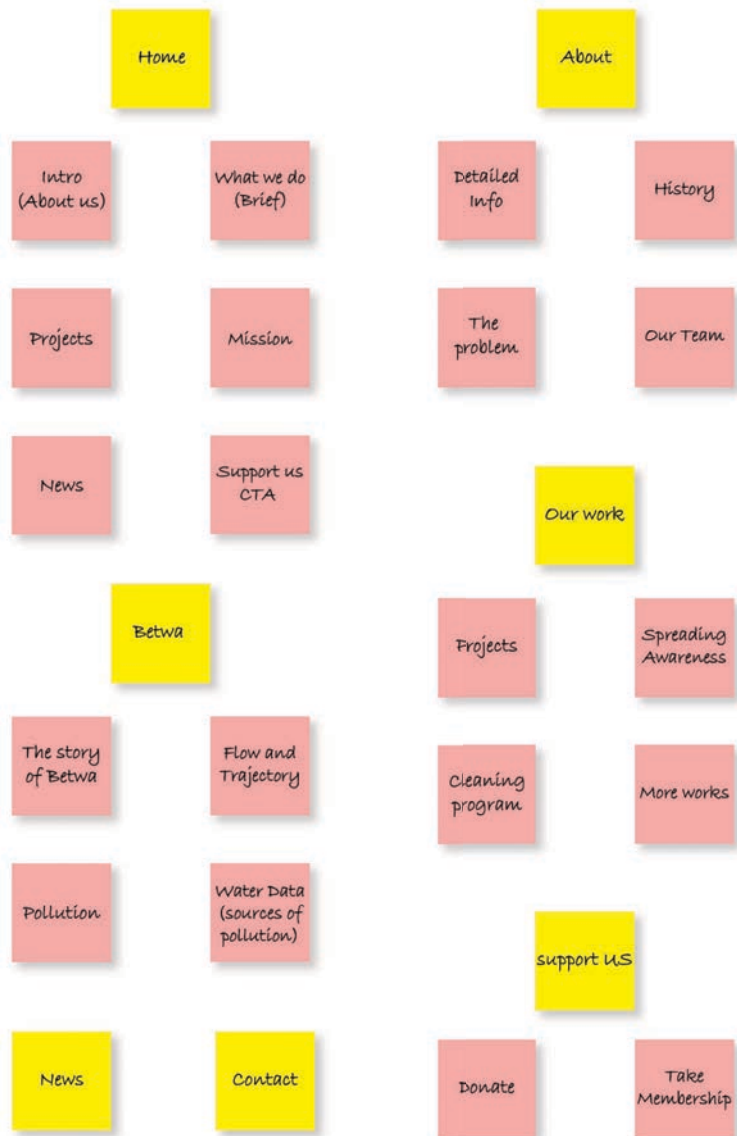 Home
Intro
(About us)
What we do
(Brief)
Projects
Mission
News
Support us
CTA
Betwa
The story
of Betwa
Flow and
Trajectory
Pollution
Water Data
(sources of
pollution)
News
Contact
About
Detailed
Info
History
The
problem
Our Team
Our work
Projects
Spreading
Awareness
Cleaning
program
More works
support US
Donate
Take
Membership